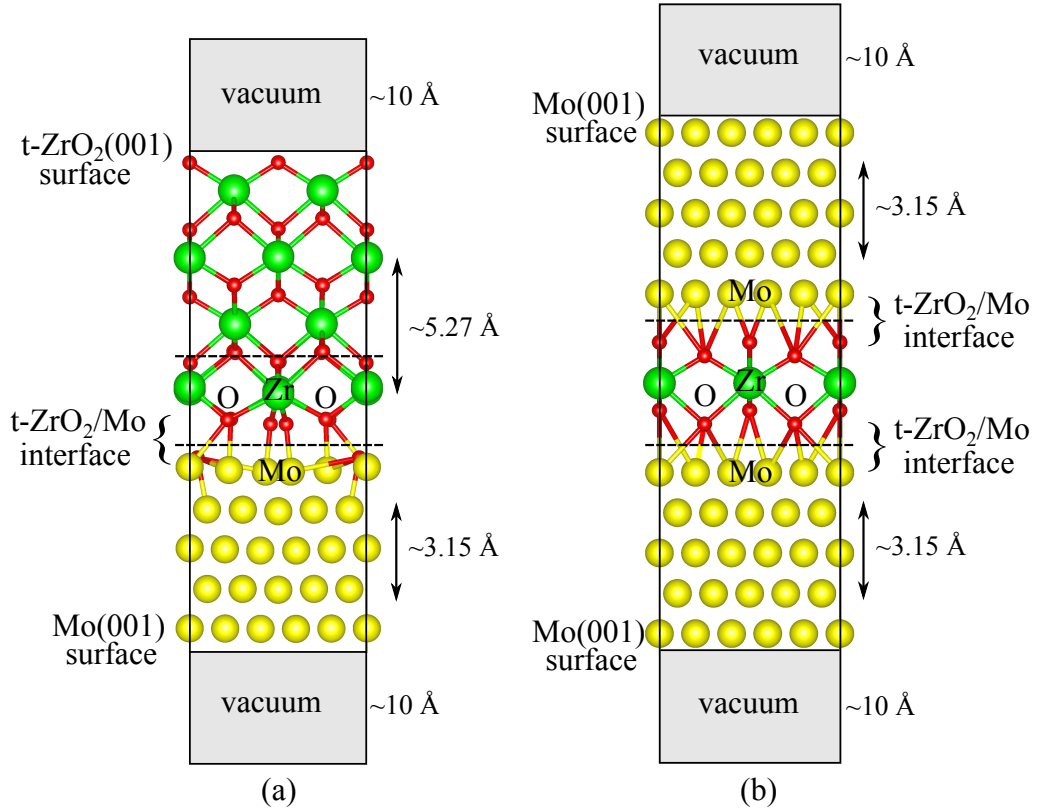 vacuum
~10 Å
t-ZrO₂(001)
surface
~5.27 Å
O
Zr
O
t-ZrO₂/Mo
interface
Mo
~3.15 Å
Mo(001)
surface
vacuum
~10 Å
(a)
vacuum
~10 Å
Mo(001)
surface
~3.15 Å
Mo
t-ZrO₂/Mo
interface
Zr
O
O
t-ZrO₂/Mo
interface
Mo
~3.15 Å
Mo(001)
surface
vacuum
~10 Å
(b)